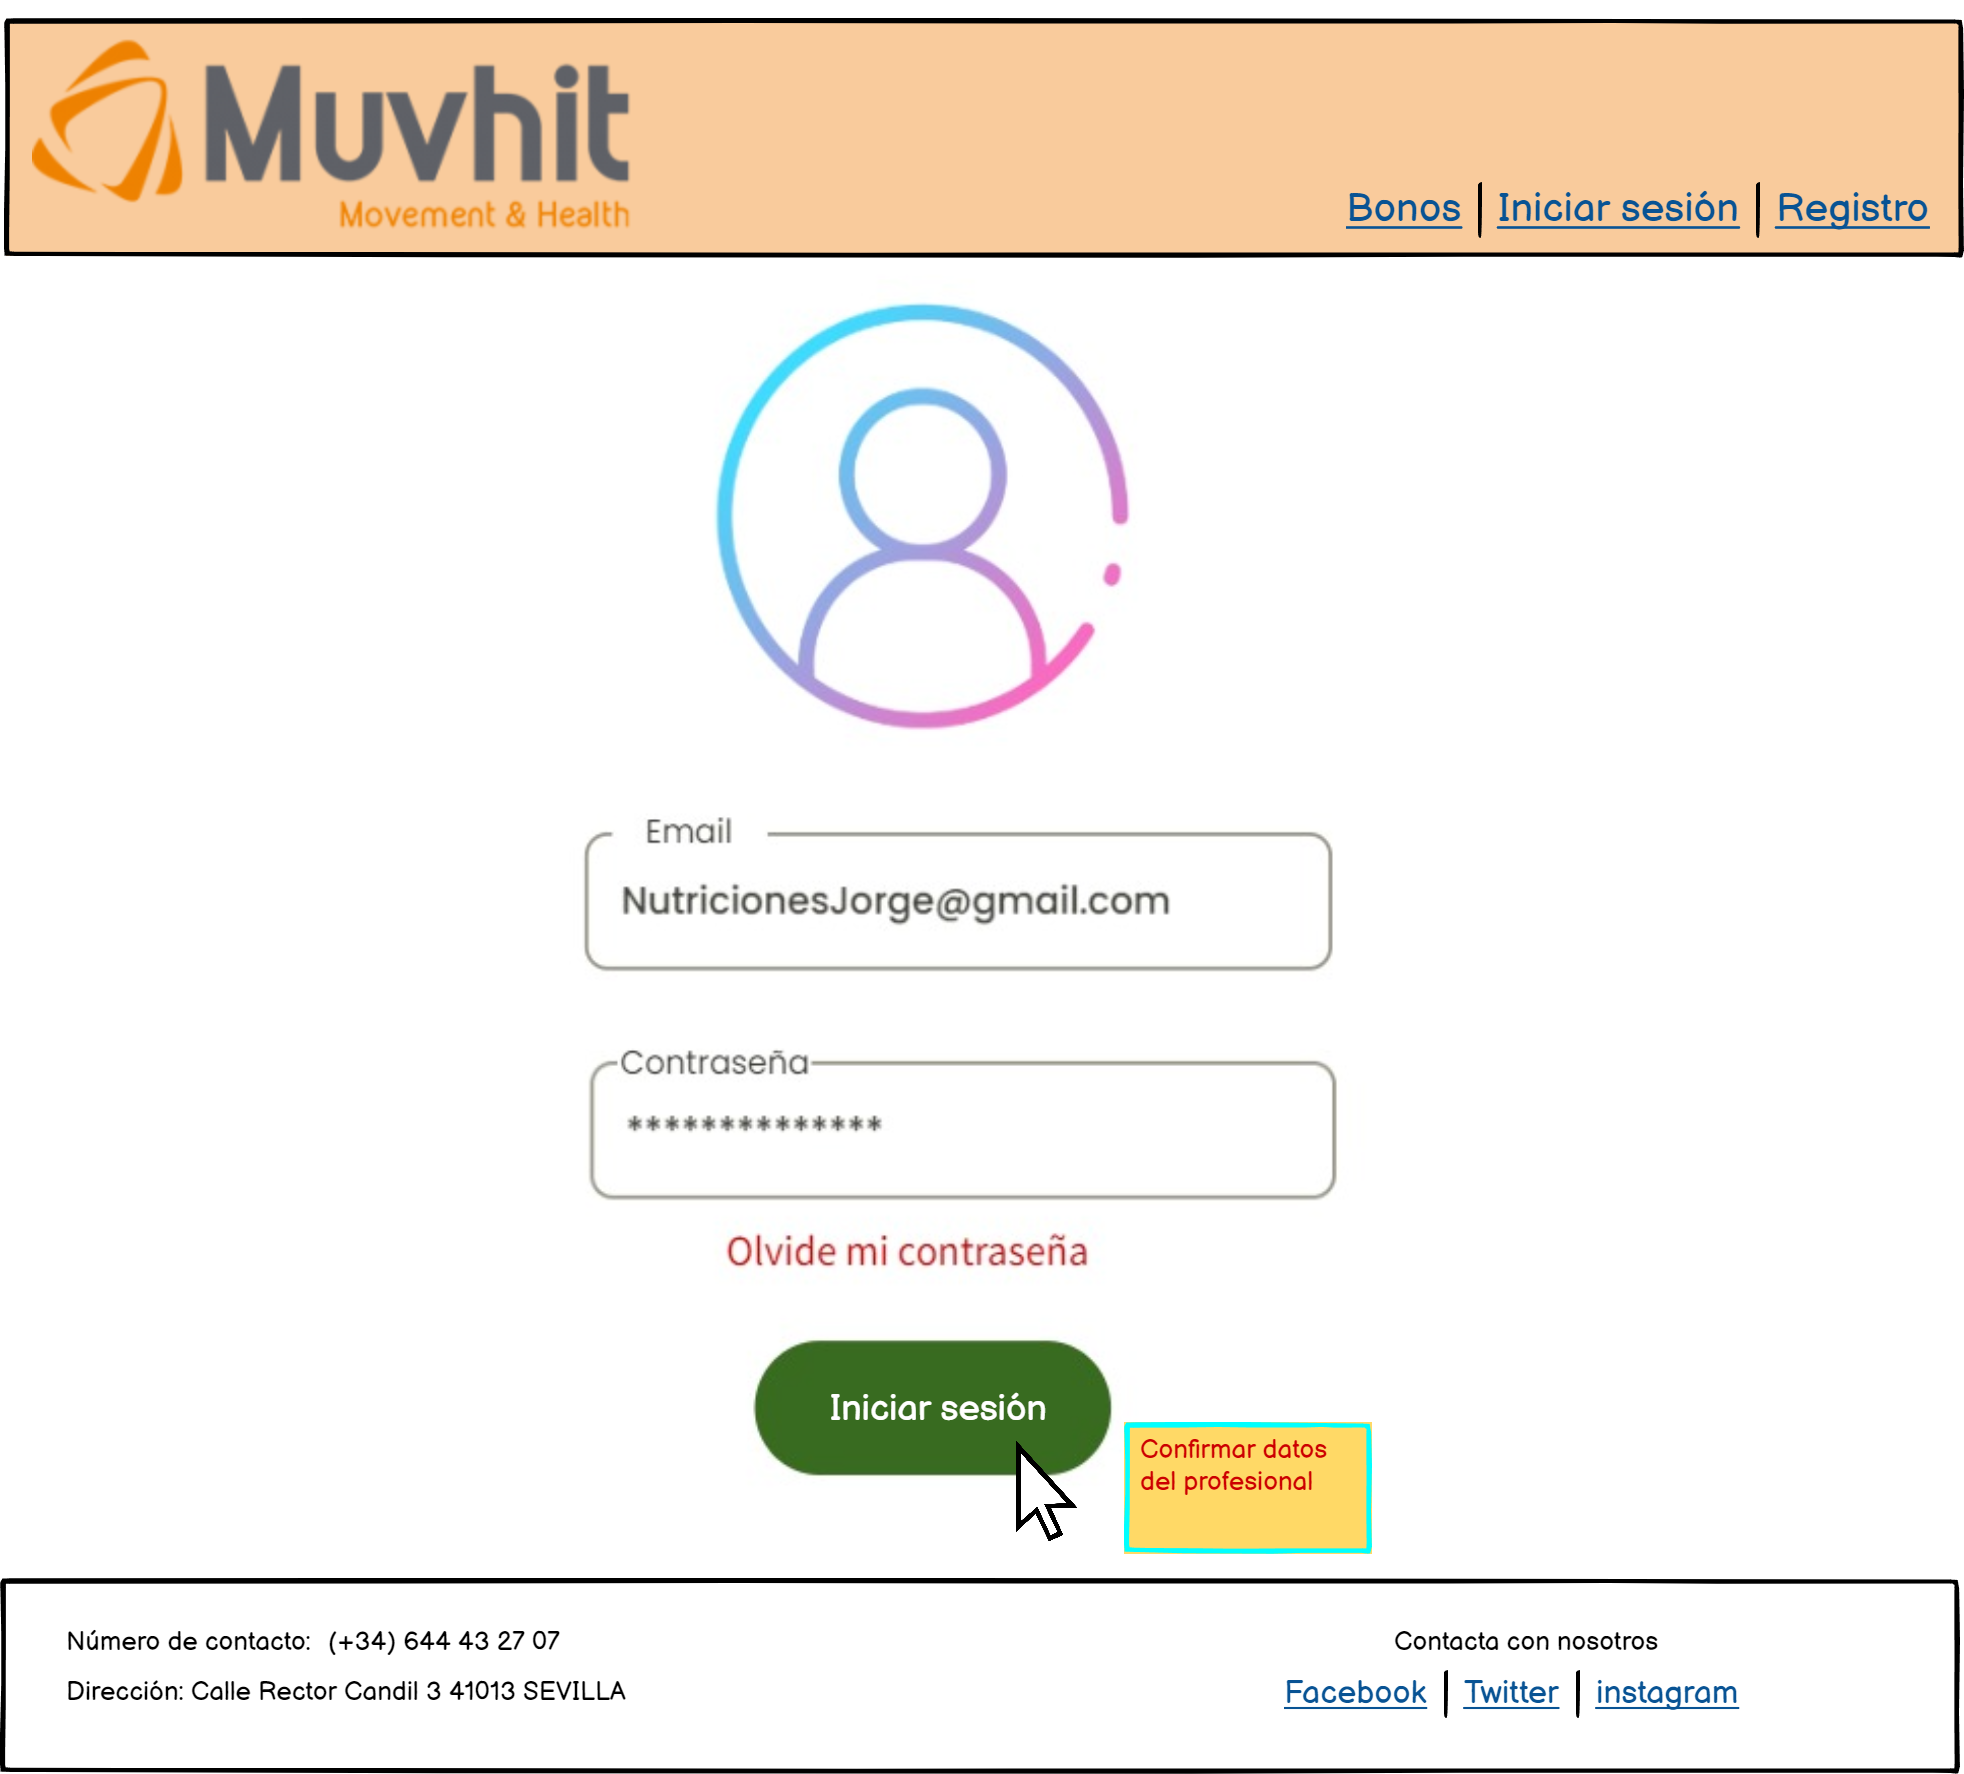 Muvhit
Movement & Health
Bonos
Iniciar sesión
Registro
Email
NutricionesJorge@gmail.com
Contraseña
**************
Olvide mi contraseña
Iniciar sesión
Confirmar datos
del profesional
Número de contacto: (+34) 644 43 27 07
Dirección: Calle Rector Candil 3 41013 SEVILLA
Contacta con nosotros
Facebook
Twitter
instagram